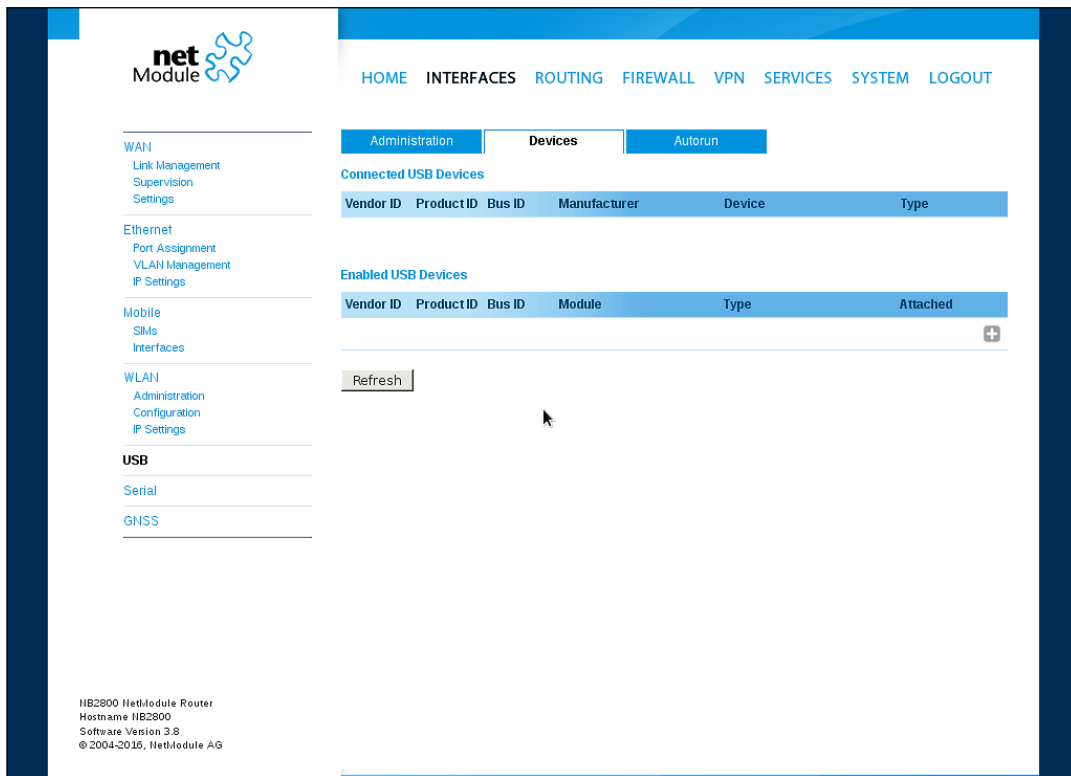 net
Module
HOME INTERFACES ROUTING FIREWALL VPN SERVICES SYSTEM LOGOUT
WAN
Link Management
Supervision
Settings
Ethernet
Port Assignment
VLAN Management
IP Settings
Mobile
SIMs
Interfaces
WLAN
Administration
Configuration
IP Settings
USB
Serial
GNSS
Administration Devices Autorun
Connected USB Devices
Vendor ID Product ID Bus ID Manufacturer Device Type
Enabled USB Devices
Vendor ID Product ID Bus ID Module Type Attached
Refresh
NB2800 NetModule Router
Hostname NB2800
Software Version 3.8
© 2004-2016, NetModule AG